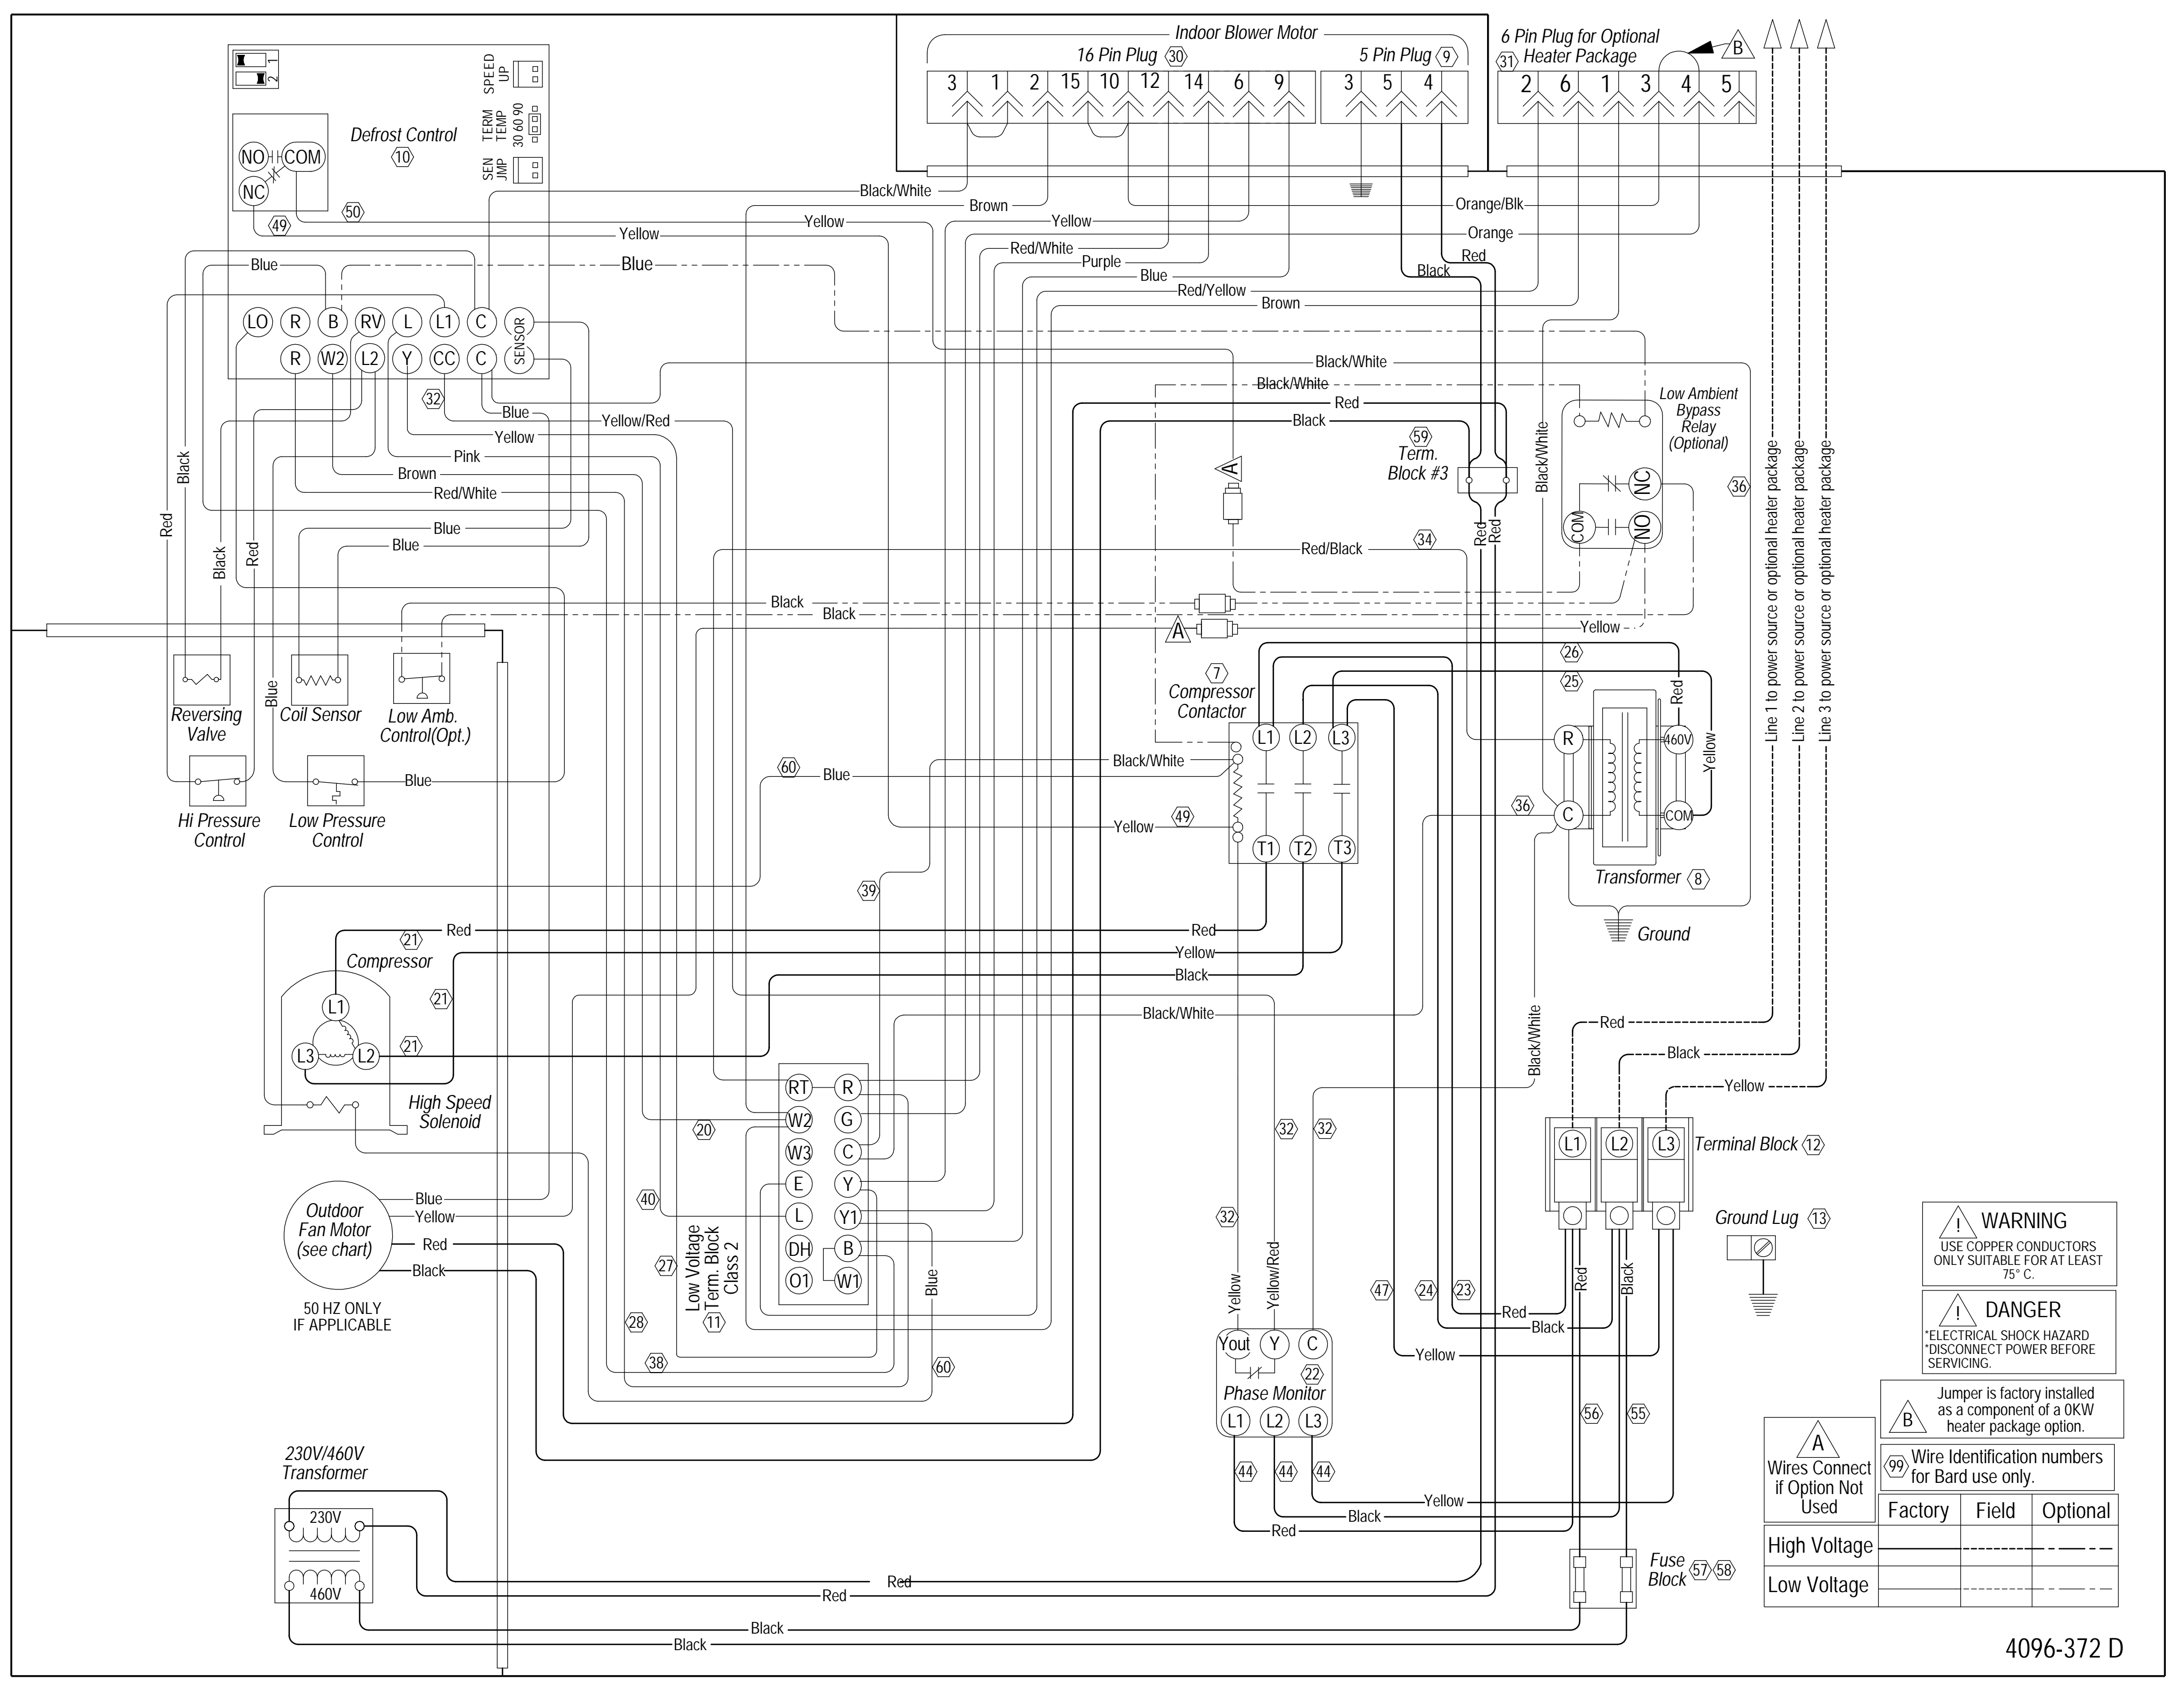 Indoor Blower Motor
16 Pin Plug 30
5 Pin Plug 9
6 Pin Plug for Optional
Heater Package
31
B
3 1 2 15 10 12 14 6 9
3 5 4
2 6 1 3 4 5
1
2
SPEED
UP
TERM
TEMP
30 60 90
SEN
JMP
Defrost Control
10
NO
COM
NC
49
50
Black/White
Brown
Yellow
Yellow
Yellow
Orange/Blk
Orange
Red/White
Purple
Blue
Red
Black
Red/Yellow
Brown
Blue
Blue
LO R B RV L L1 C SENSOR
R W2 L2 Y CC C
32
Black/White
Black/White
Blue
Red
Yellow/Red
Black
Yellow
Pink
Brown
Red/White
Blue
Blue
Black
Red
Black
Red
Blue
59
Term.
Block #3
Red
Red
A
Black/White
Low Ambient
Bypass
Relay
(Optional)
NC
COM
NO
36
Line 1 to power source or optional heater package
Line 2 to power source or optional heater package
Line 3 to power source or optional heater package
Red/Black
34
Black
Black
A
Yellow
26
25
Reversing
Valve
Coil Sensor
Low Amb.
Control(Opt.)
Hi Pressure
Control
Low Pressure
Control
Blue
7
Compressor
Contactor
L1 L2 L3
T1 T2 T3
Black/White
60
Blue
49
Yellow
39
R
C
460V
COM
Red
Yellow
36
Transformer 8
Ground
21
Red
Red
Yellow
Black
Compressor
21
L1
L3
L2
21
High Speed
Solenoid
Black/White
Black/White
Red
Black
Yellow
RT R
W2 G
W3 C
E Y
L Y1
DH B
O1 W1
20
40
27
Low Voltage
Term. Block
Class 2
11
28
38
60
Blue
32
32
32
Yellow
Yellow/Red
Outdoor
Fan Motor
(see chart)
Blue
Yellow
Red
Black
50 HZ ONLY
IF APPLICABLE
L1 L2 L3
Terminal Block 12
Ground Lug 13
47
24
23
Red
Black
Yellow
Red
Black
Yout Y C
22
Phase Monitor
L1 L2 L3
44
44
44
56
55
Yellow
Black
Red
230V/460V
Transformer
230V
460V
Red
Red
Black
Black
Fuse
Block
57
58
! WARNING
USE COPPER CONDUCTORS
ONLY SUITABLE FOR AT LEAST
75° C.
! DANGER
*ELECTRICAL SHOCK HAZARD
*DISCONNECT POWER BEFORE
SERVICING.
B
Jumper is factory installed
as a component of a 0KW
heater package option.
A
Wires Connect
if Option Not
Used
99
Wire Identification numbers
for Bard use only.
Factory Field Optional
High Voltage
Low Voltage
4096-372 D